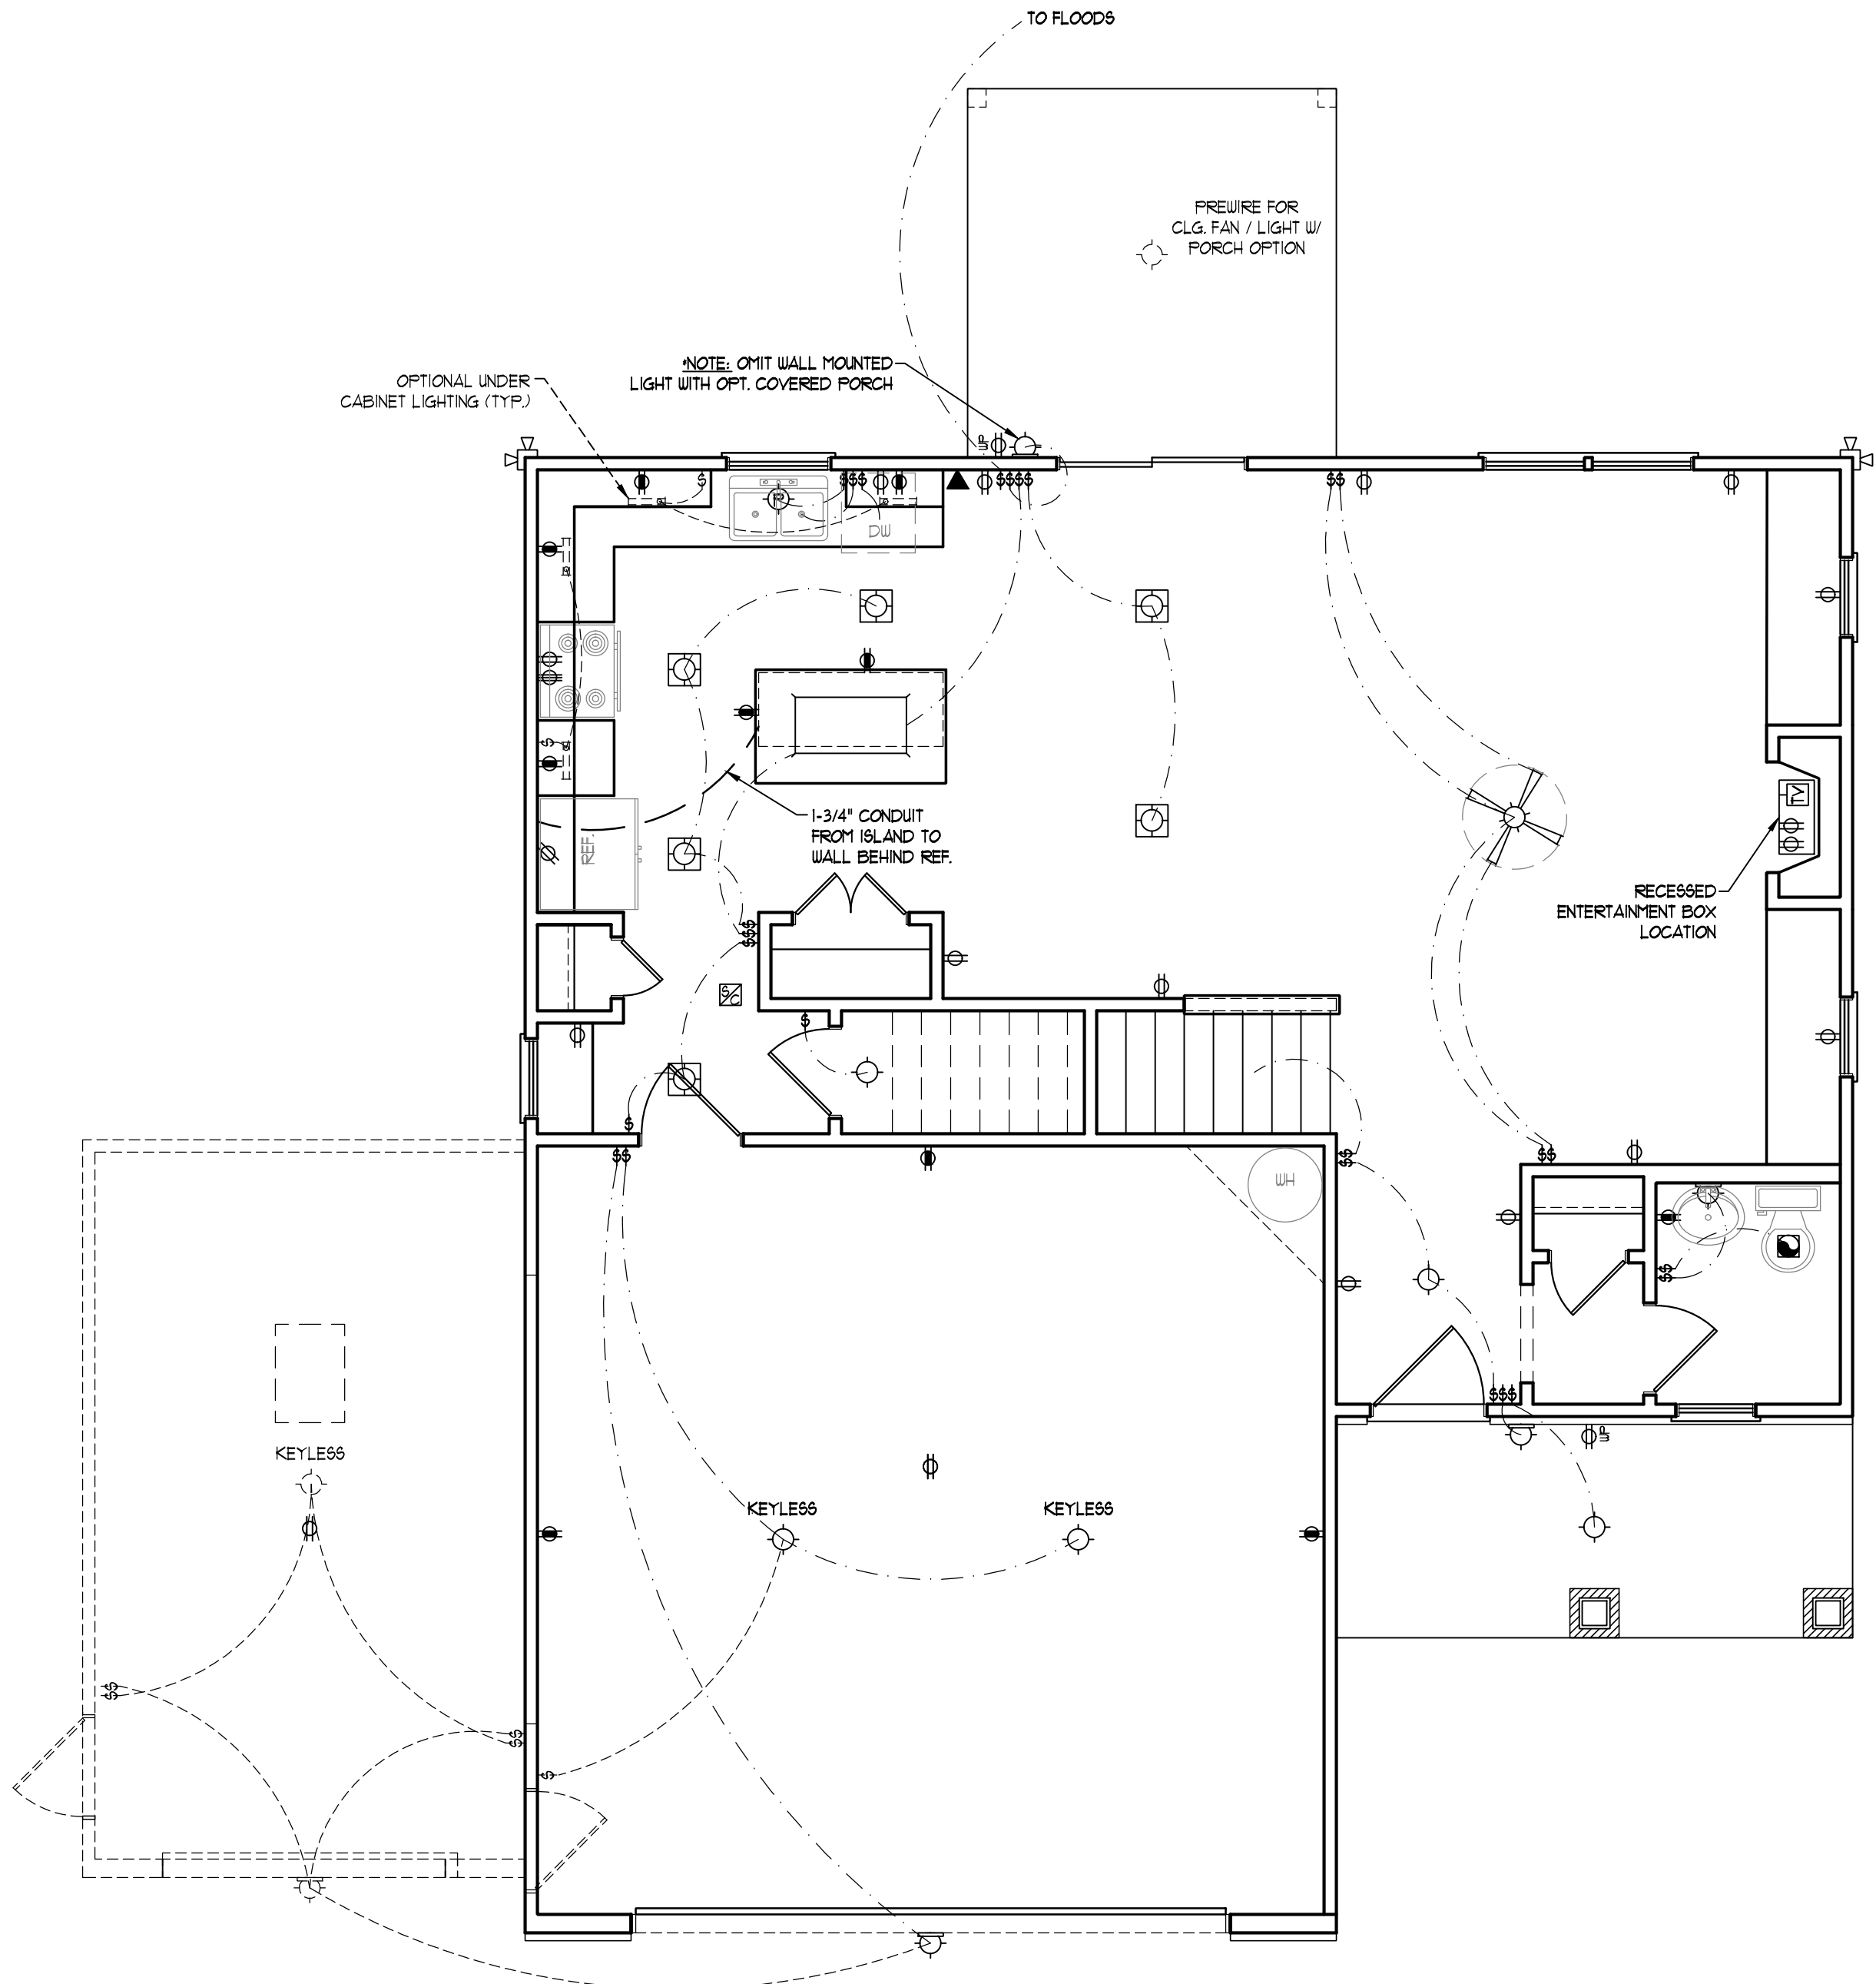 TO FLOODS
PREWIRE FOR
CLG. FAN / LIGHT W/
PORCH OPTION
*NOTE: OMIT WALL MOUNTED
LIGHT WITH OPT. COVERED PORCH
OPTIONAL UNDER
CABINET LIGHTING (TYP.)
WP
$
$$$
$$$$
$$
P
DW
$
REF.
1-3/4" CONDUIT
FROM ISLAND TO
WALL BEHIND REF.
TV
RECESSED
ENTERTAINMENT BOX
LOCATION
$$$
S/C
$
$
$$
$$
$$
WH
$$
$$$
WP
KEYLESS
KEYLESS
KEYLESS
$$
$$
$